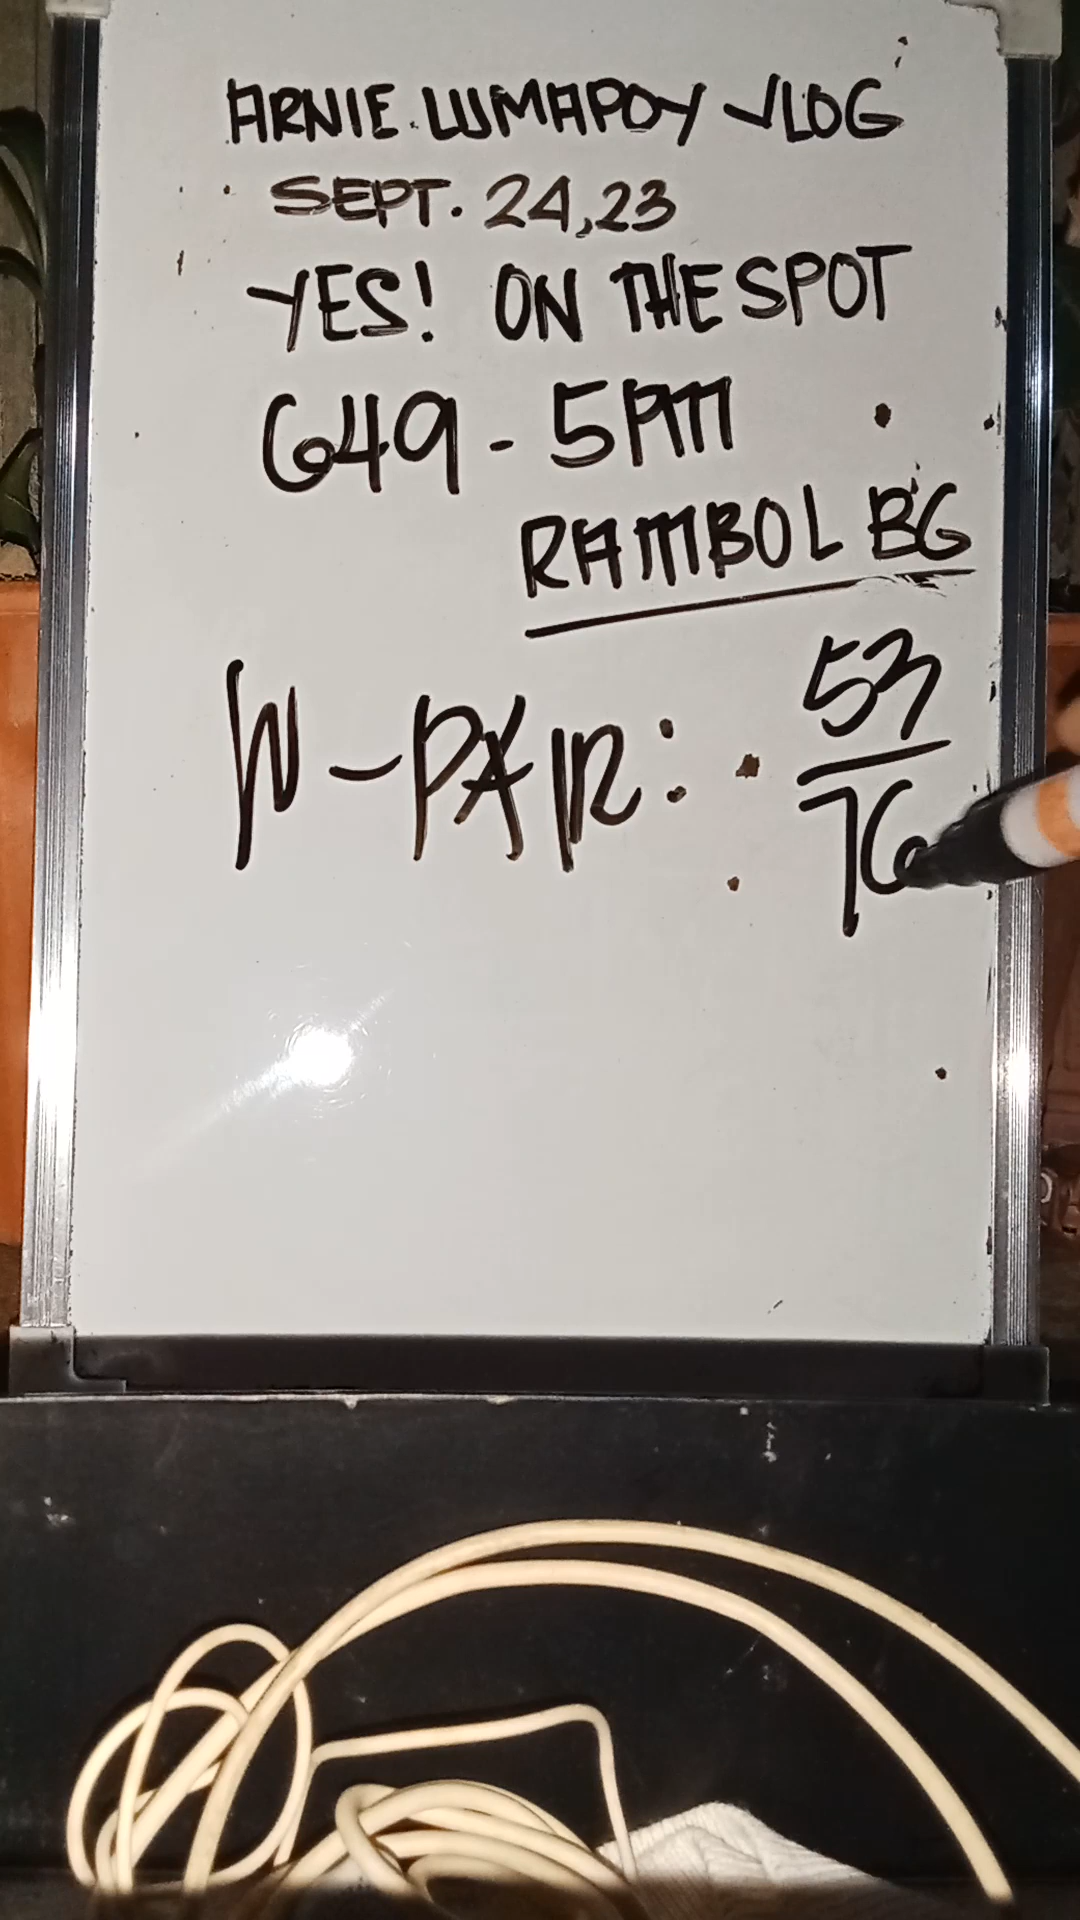 ARNIE LUMAPOY VLOG
SEPT. 24,23
YES! ON THE SPOT
649 - 5PM
RAMBOL BG
W-PAIR: 53
76